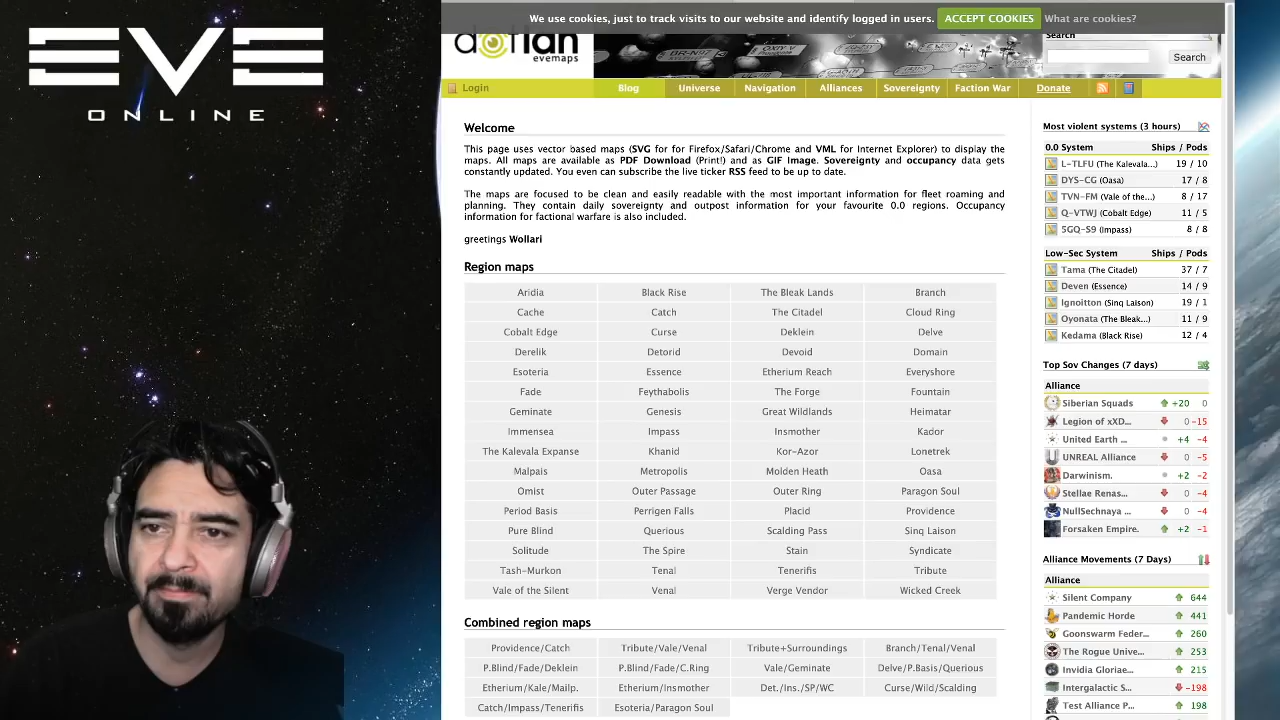 EVE
ONLINE
We use cookies, just to track visits to our website and identify logged in users. ACCEPT COOKIES What are cookies?
dotlan
evemaps
Search
Search
Login Blog Universe Navigation Alliances Sovereignty Faction War Donate
Welcome
This page uses vector based maps (SVG for for Firefox/Safari/Chrome and VML for Internet Explorer) to display the
maps. All maps are available as PDF Download (Print!) and as GIF Image. Sovereignty and occupancy data gets
constantly updated. You even can subscribe the live ticker RSS feed to be up to date.
The maps are focused to be clean and easily readable with the most important information for fleet roaming and
planning. They contain daily sovereignty and outpost information for your favourite 0.0 regions. Occupancy
information for factional warfare is also included.
greetings Wollari
Region maps
Aridia Black Rise The Bleak Lands Branch
Cache Catch The Citadel Cloud Ring
Cobalt Edge Curse Deklein Delve
Derelik Detorid Devoid Domain
Esoteria Essence Etherium Reach Everyshore
Fade Feythabolis The Forge Fountain
Geminate Genesis Great Wildlands Heimatar
Immensea Impass Insmother Kador
The Kalevala Expanse Khanid Kor-Azor Lonetrek
Malpais Metropolis Molden Heath Oasa
Omist Outer Passage Outer Ring Paragon Soul
Period Basis Perrigen Falls Placid Providence
Pure Blind Querious Scalding Pass Sinq Laison
Solitude The Spire Stain Syndicate
Tash-Murkon Tenal Tenerifis Tribute
Vale of the Silent Venal Verge Vendor Wicked Creek
Combined region maps
Providence/Catch Tribute/Vale/Venal Tribute+Surroundings Branch/Tenal/Venal
P.Blind/Fade/Deklein P.Blind/Fade/C.Ring Vale/Geminate Delve/P.Basis/Querious
Etherium/Kale/Mailp. Etherium/Insmother Det./Ins./SP/WC Curse/Wild/Scalding
Catch/Impass/Tenerifis Esoteria/Paragon Soul
Most violent systems (3 hours)
0.0 System Ships / Pods
L-TLFU (The Kalevala...) 19 / 10
DYS-CG (Oasa) 17 / 8
TVN-FM (Vale of the...) 8 / 17
Q-VTWJ (Cobalt Edge) 11 / 5
5GQ-S9 (Impass) 8 / 8
Low-Sec System Ships / Pods
Tama (The Citadel) 37 / 7
Deven (Essence) 14 / 9
Ignoitton (Sinq Laison) 19 / 1
Oyonata (The Bleak...) 11 / 9
Kedama (Black Rise) 12 / 4
Top Sov Changes (7 days)
Alliance
Siberian Squads +20 0
Legion of xXD... 0 -15
United Earth ... +4 -4
UNREAL Alliance 0 -5
Darwinism. +2 -2
Stellae Renas... 0 -4
NullSechnaya ... 0 -4
Forsaken Empire. +2 -1
Alliance Movements (7 Days)
Alliance
Silent Company 644
Pandemic Horde 441
Goonswarm Feder... 260
The Rogue Unive... 253
Invidia Gloriae... 215
Intergalactic S... -198
Test Alliance P... 198